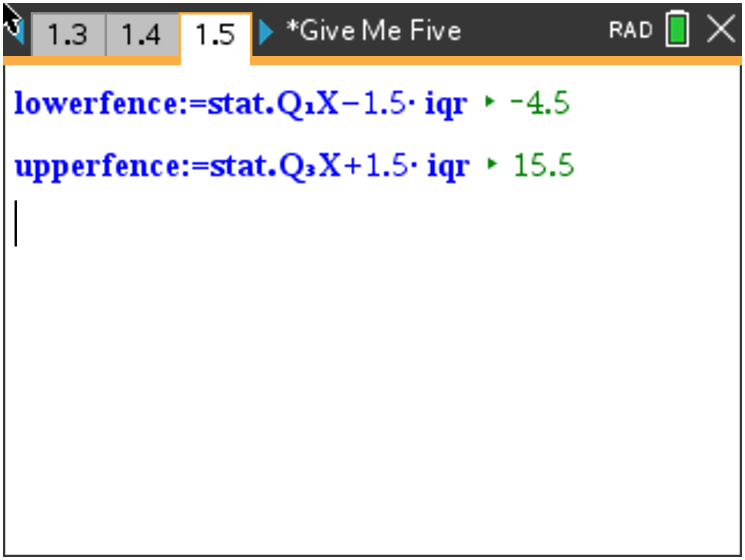 1.3 1.4 1.5 *Give Me Five RAD
lowerfence:=stat.Q₁X−1.5· iqr ▸ -4.5
upperfence:=stat.Q₃X+1.5· iqr ▸ 15.5